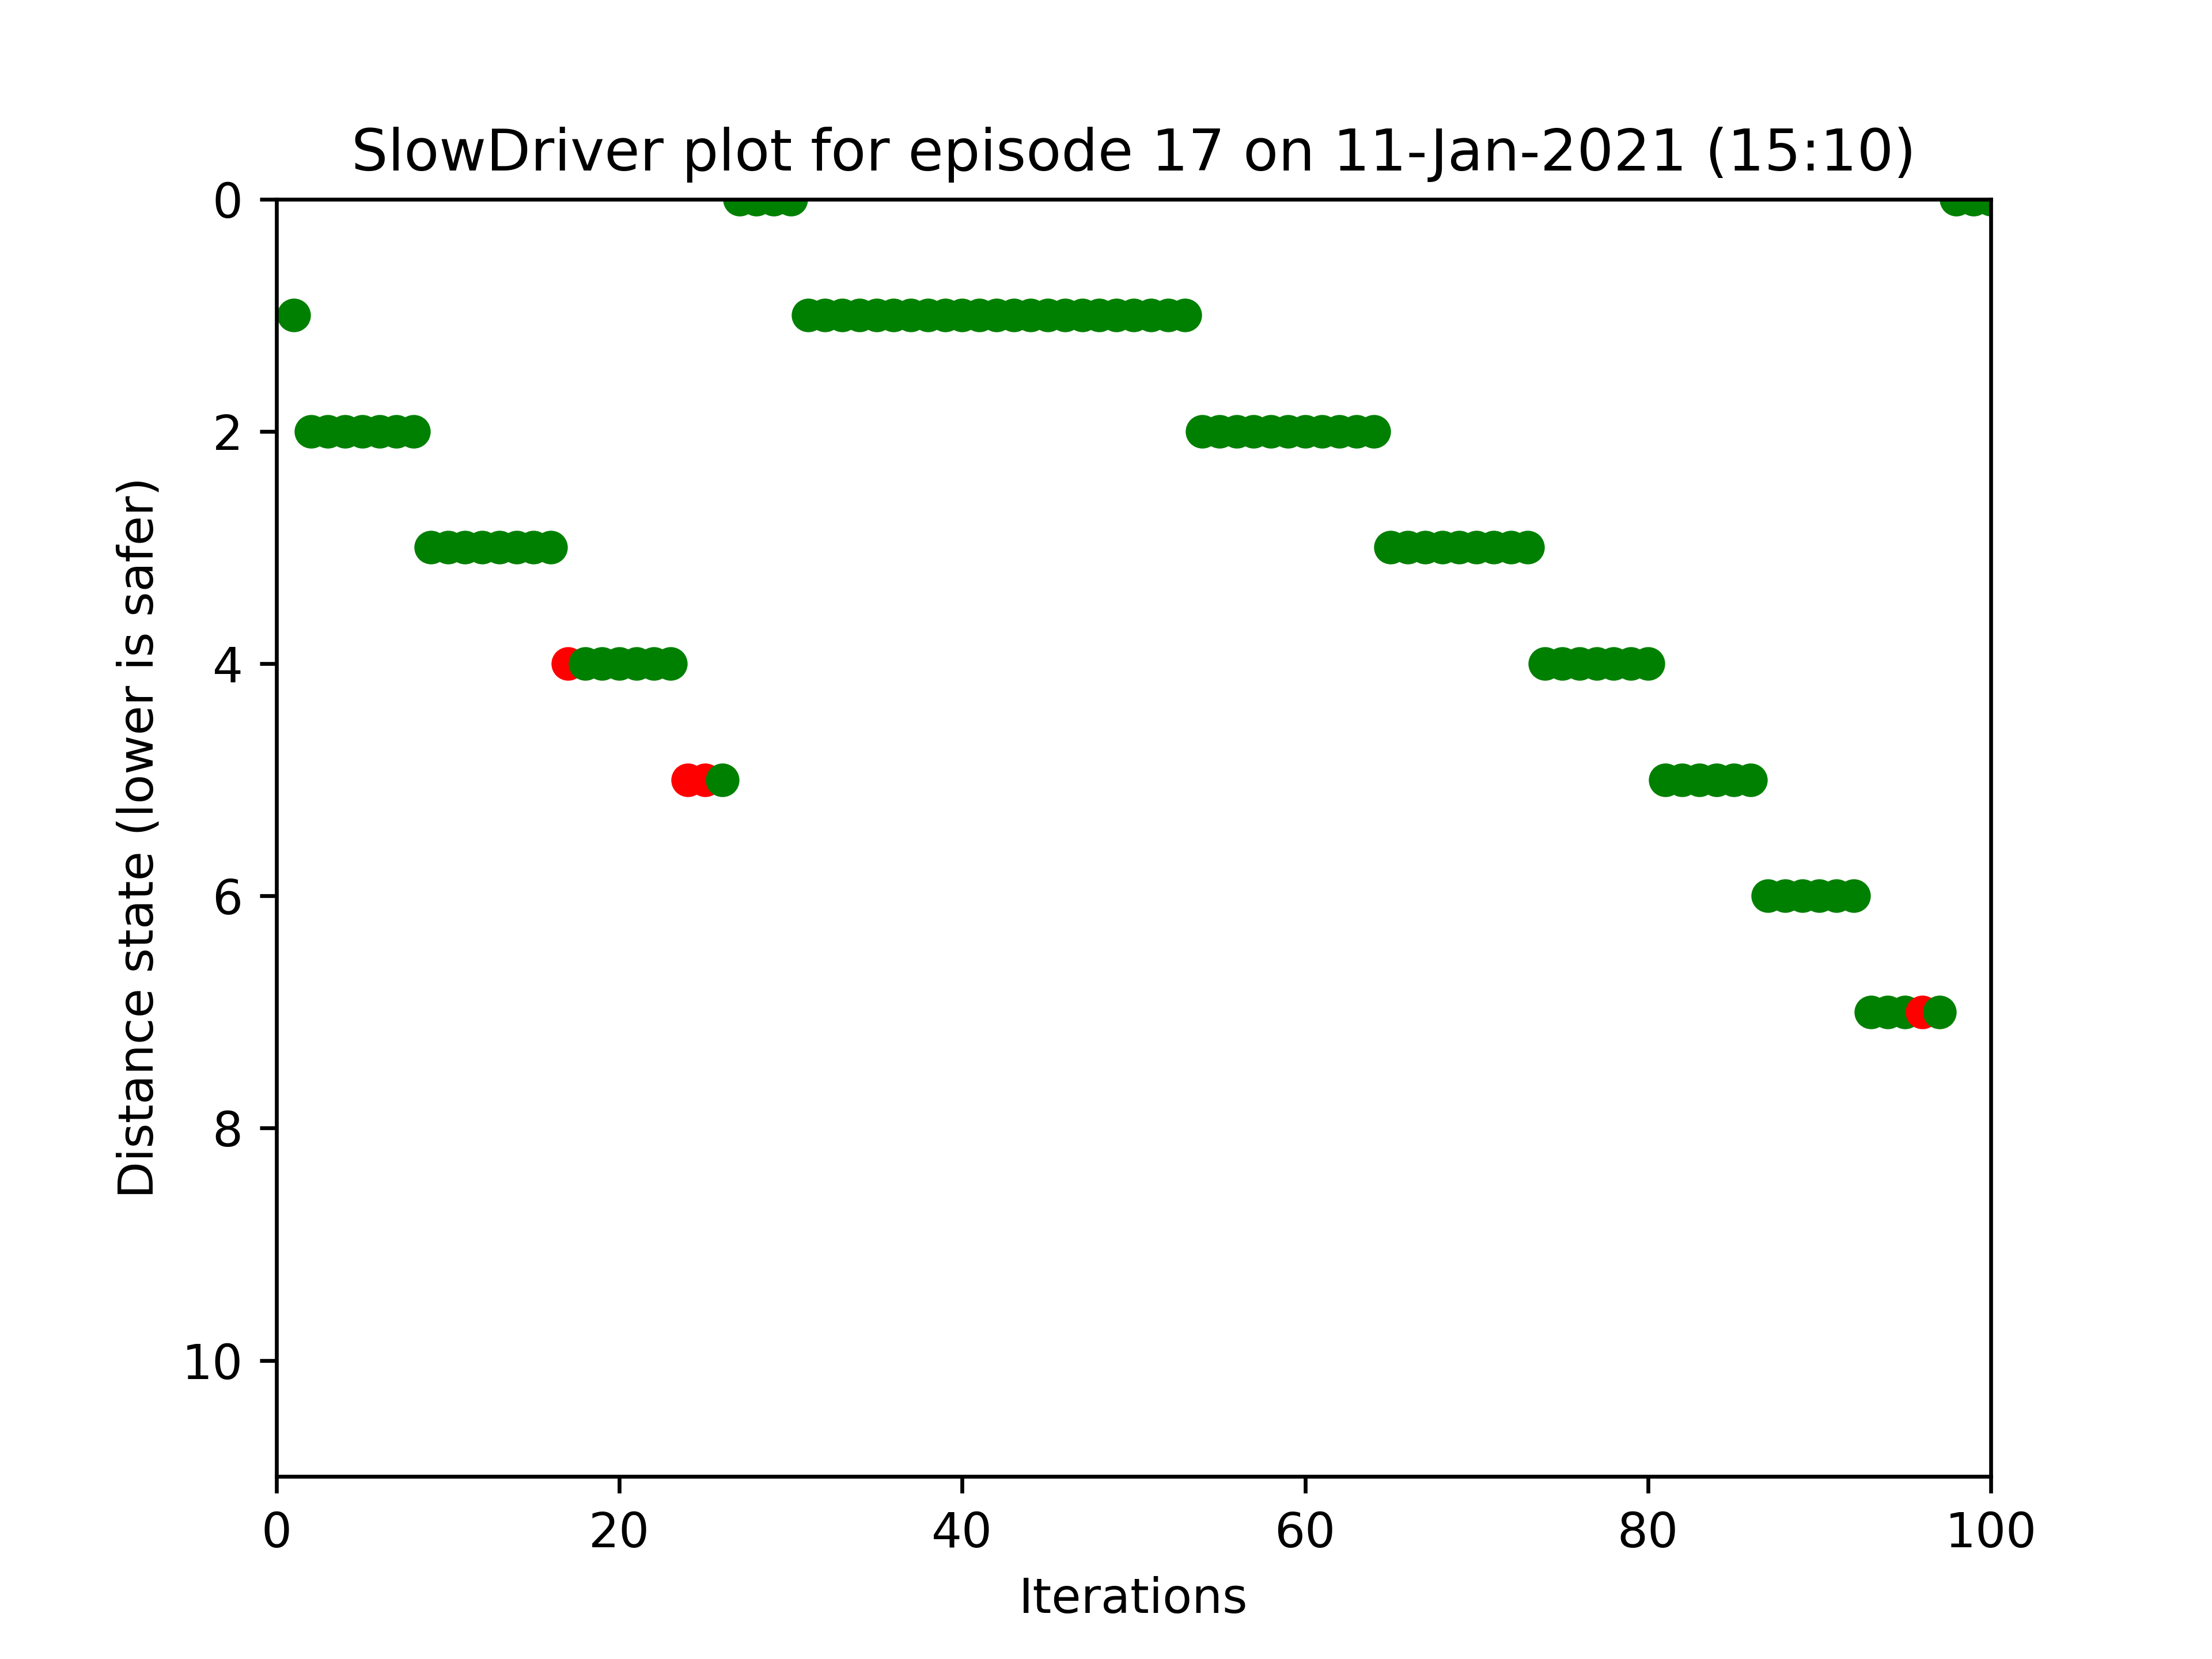 SlowDriver plot for episode 17 on 11-Jan-2021 (15:10)
0
2
4
6
8
10
Distance state (lower is safer)
0 20 40 60 80 100
Iterations